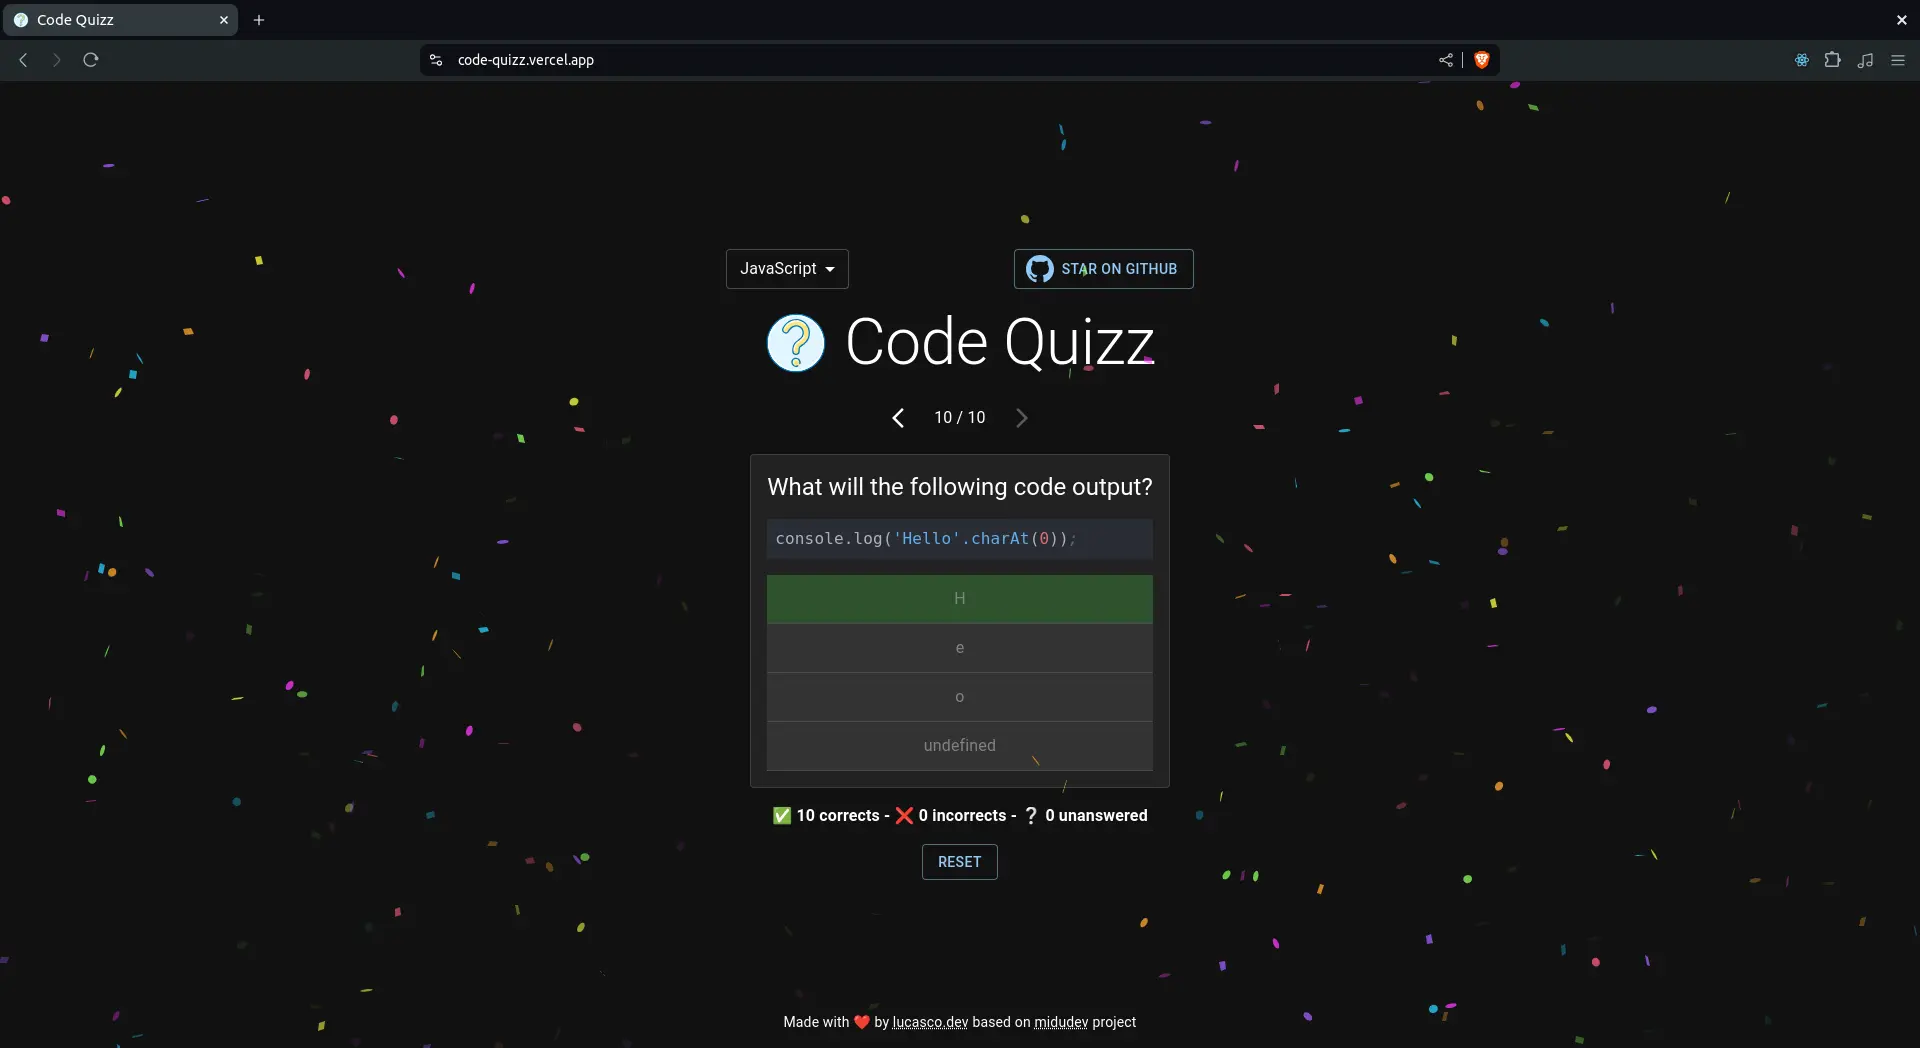 Code Quizz
code-quizz.vercel.app
JavaScript
STAR ON GITHUB
Code Quizz
10 / 10
What will the following code output?
console.log('Hello'.charAt(0));
H
e
o
undefined
✅ 10 corrects - ❌ 0 incorrects - ❔ 0 unanswered
RESET
Made with ❤️ by lucasco.dev based on midudev project